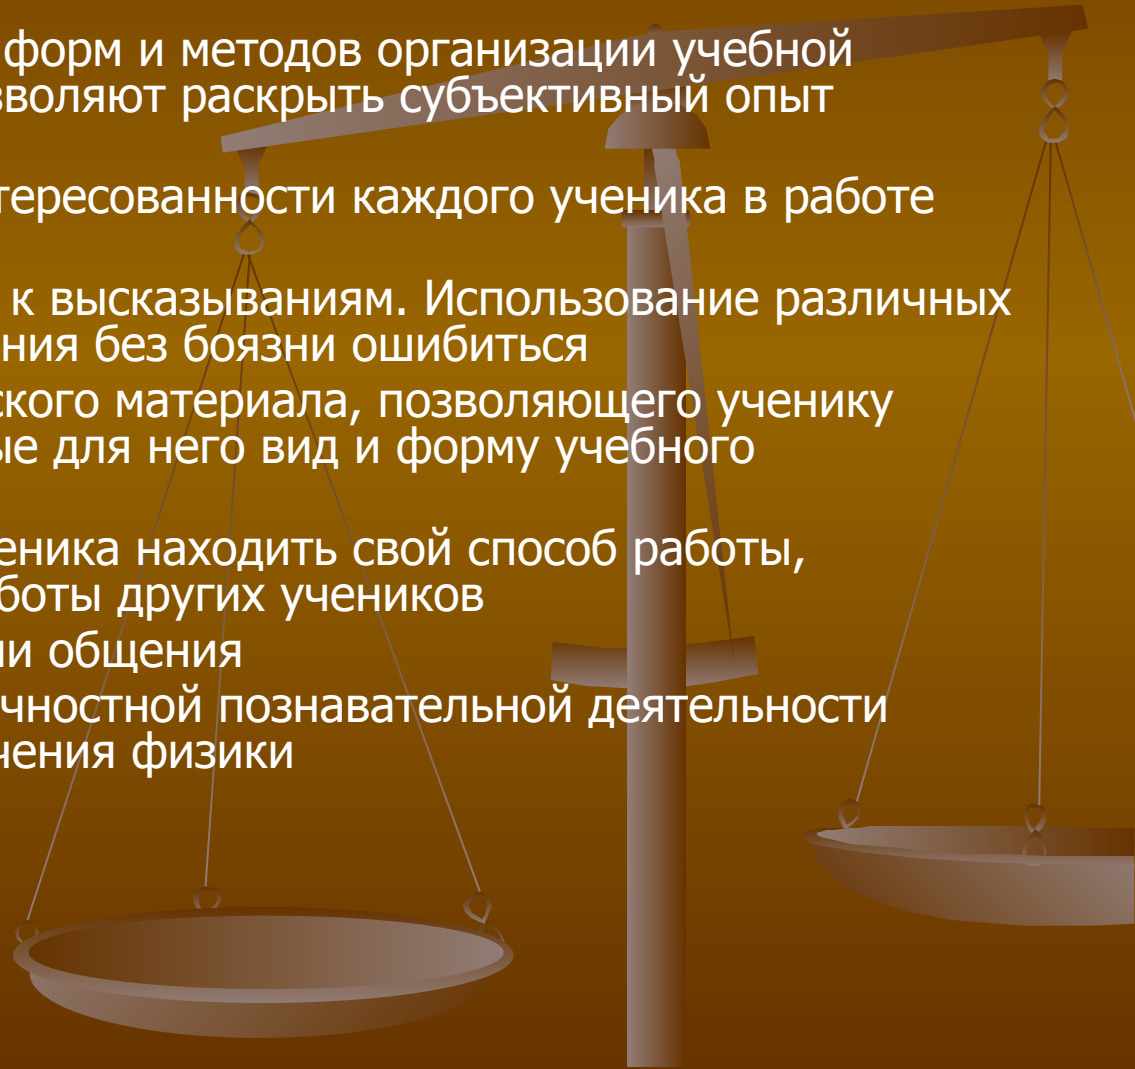 форм и методов организации учебной
зволяют раскрыть субъективный опыт
тересованности каждого ученика в работе
к высказываниям. Использование различных
ния без боязни ошибиться
ского материала, позволяющего ученику
ые для него вид и форму учебного
еника находить свой способ работы,
боты других учеников
ии общения
чностной познавательной деятельности
чения физики